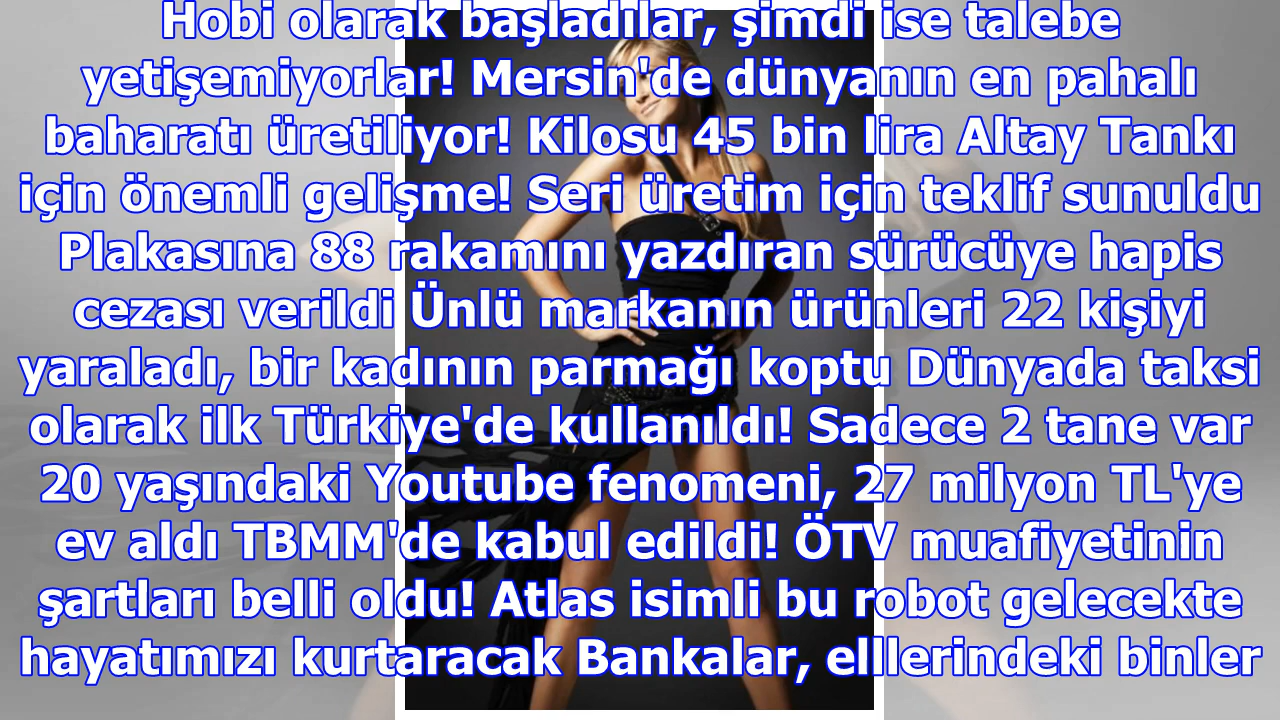 Hobi olarak başladılar, şimdi ise talebe
yetişemiyorlar! Mersin'de dünyanın en pahalı
baharatı üretiliyor! Kilosu 45 bin lira Altay Tankı
için önemli gelişme! Seri üretim için teklif sunuldu
Plakasına 88 rakamını yazdıran sürücüye hapis
cezası verildi Ünlü markanın ürünleri 22 kişiyi
yaraladı, bir kadının parmağı koptu Dünyada taksi
olarak ilk Türkiye'de kullanıldı! Sadece 2 tane var
20 yaşındaki Youtube fenomeni, 27 milyon TL'ye
ev aldı TBMM'de kabul edildi! ÖTV muafiyetinin
şartları belli oldu! Atlas isimli bu robot gelecekte
hayatımızı kurtaracak Bankalar, elllerindeki binler